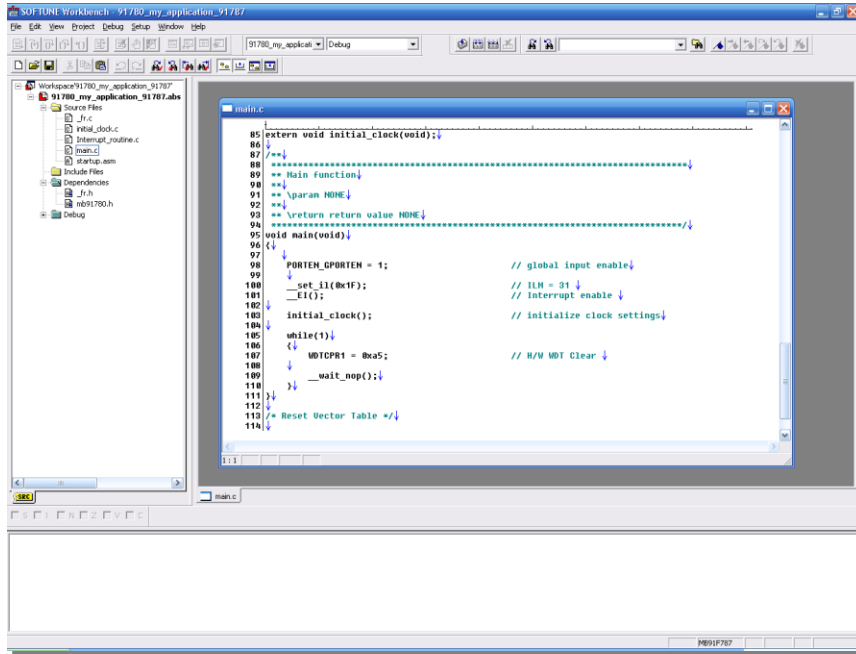 SOFTUNE Workbench - 91780_my_application_91787
File Edit View Project Debug Setup Window Help
91780_my_applicati Debug
Workspace'91780_my_application_91787'
91780_my_application_91787.abs
Source Files
_fr.c
initial_clock.c
Interrupt_routine.c
main.c
startup.asm
Include Files
Dependencies
_fr.h
mb91780.h
Debug
SRC
main.c
85 extern void initial_clock(void);↓
86 ↓
87 /**↓
88 ******************************************************************************↓
89 ** Main function↓
90 **↓
91 ** \param NONE↓
92 **↓
93 ** \return return value NONE↓
94 *****************************************************************************/↓
95 void main(void)↓
96 {↓
97 ↓
98 PORTEN_GPORTEN = 1; // global input enable↓
99 ↓
100 __set_il(0x1F); // ILM = 31 ↓
101 __EI(); // Interrupt enable ↓
102 ↓
103 initial_clock(); // initialize clock settings↓
104 ↓
105 while(1)↓
106 {↓
107 WDTCPR1 = 0xa5; // H/W WDT Clear ↓
108 ↓
109 __wait_nop();↓
110 }↓
111 }↓
112 ↓
113 /* Reset Vector Table */↓
114 ↓
1:1
main.c
S I N Z V C
MB91F787